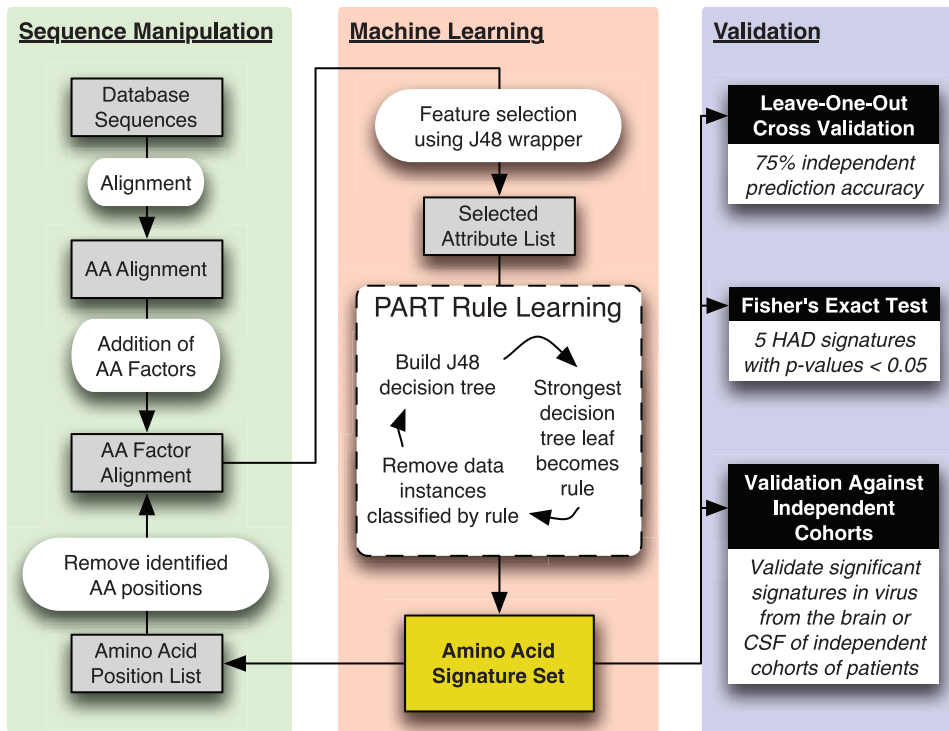 Sequence Manipulation
Database
Sequences
Alignment
AA Alignment
Addition of
AA Factors
AA Factor
Alignment
Remove identified
AA positions
Amino Acid
Position List
Machine Learning
Feature selection
using J48 wrapper
Selected
Attribute List
PART Rule Learning
Build J48
decision tree
Strongest
decision
tree leaf
becomes
rule
Remove data
instances
classified by rule
Amino Acid
Signature Set
Validation
Leave-One-Out
Cross Validation
75% independent
prediction accuracy
Fisher's Exact Test
5 HAD signatures
with p-values < 0.05
Validation Against
Independent
Cohorts
Validate significant
signatures in virus
from the brain or
CSF of independent
cohorts of patients